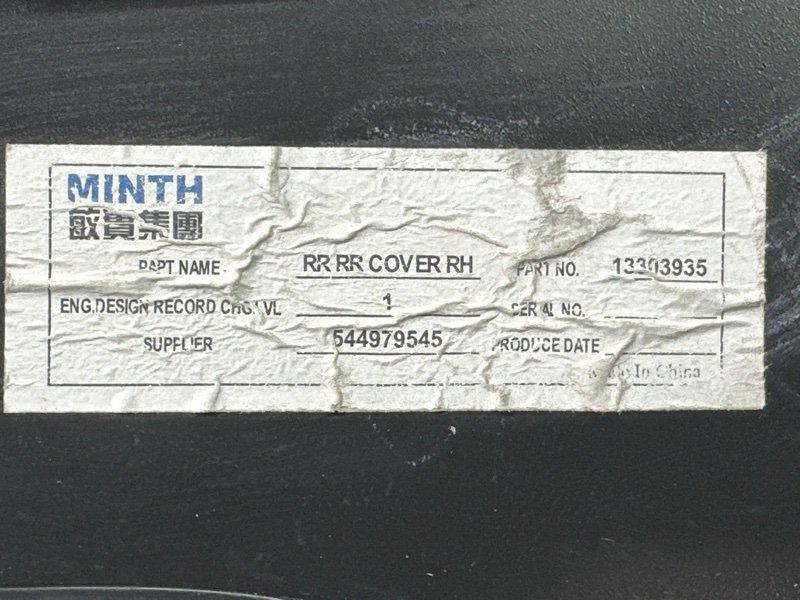 MINTH
敏實集團
PART NAME RR RR COVER RH PART NO. 13303935
ENG.DESIGN RECORD CHG.LVL 1 SERIAL NO.
SUPPLIER 544979545 PRODUCE DATE
Made In China